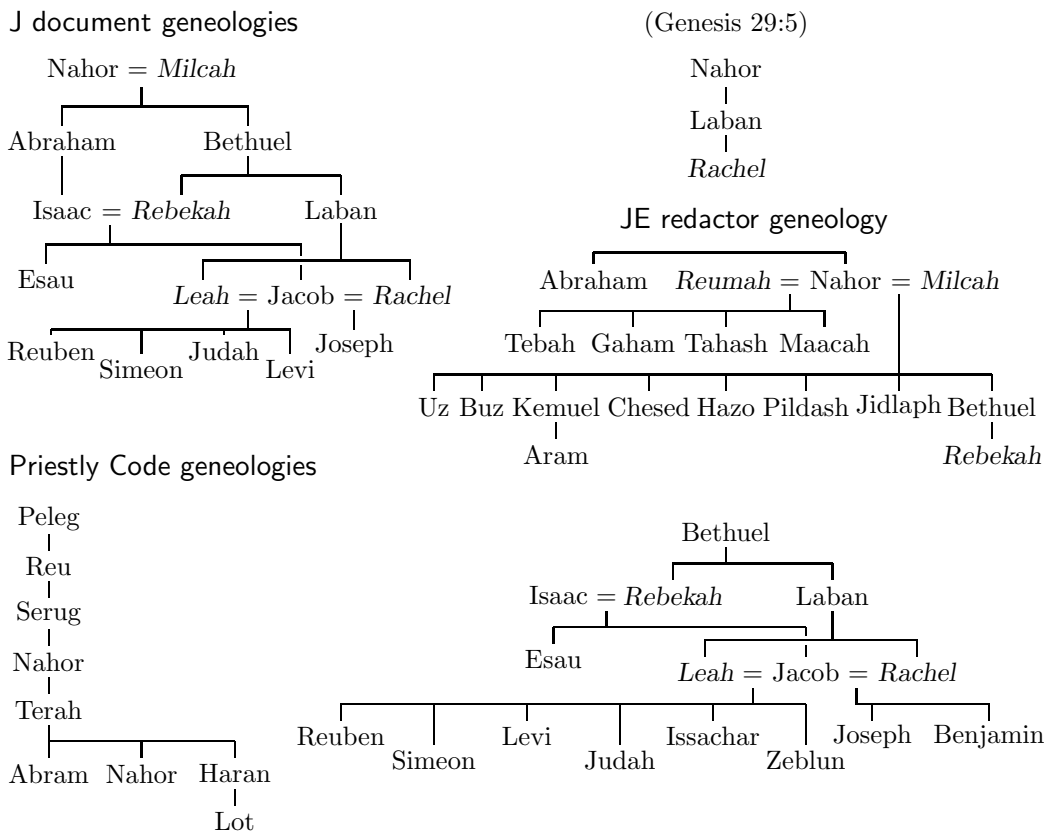 J document geneologies
Nahor = Milcah
Abraham Bethuel
Isaac = Rebekah Laban
Esau
Leah = Jacob = Rachel
Reuben Simeon Judah Levi Joseph
(Genesis 29:5)
Nahor
Laban
Rachel
JE redactor geneology
Abraham Reumah = Nahor = Milcah
Tebah Gaham Tahash Maacah
Uz Buz Kemuel Chesed Hazo Pildash Jidlaph Bethuel
Aram Rebekah
Priestly Code geneologies
Peleg
Reu
Serug
Nahor
Terah
Abram Nahor Haran
Lot
Bethuel
Isaac = Rebekah Laban
Esau
Leah = Jacob = Rachel
Reuben Simeon Levi Judah Issachar Zeblun Joseph Benjamin